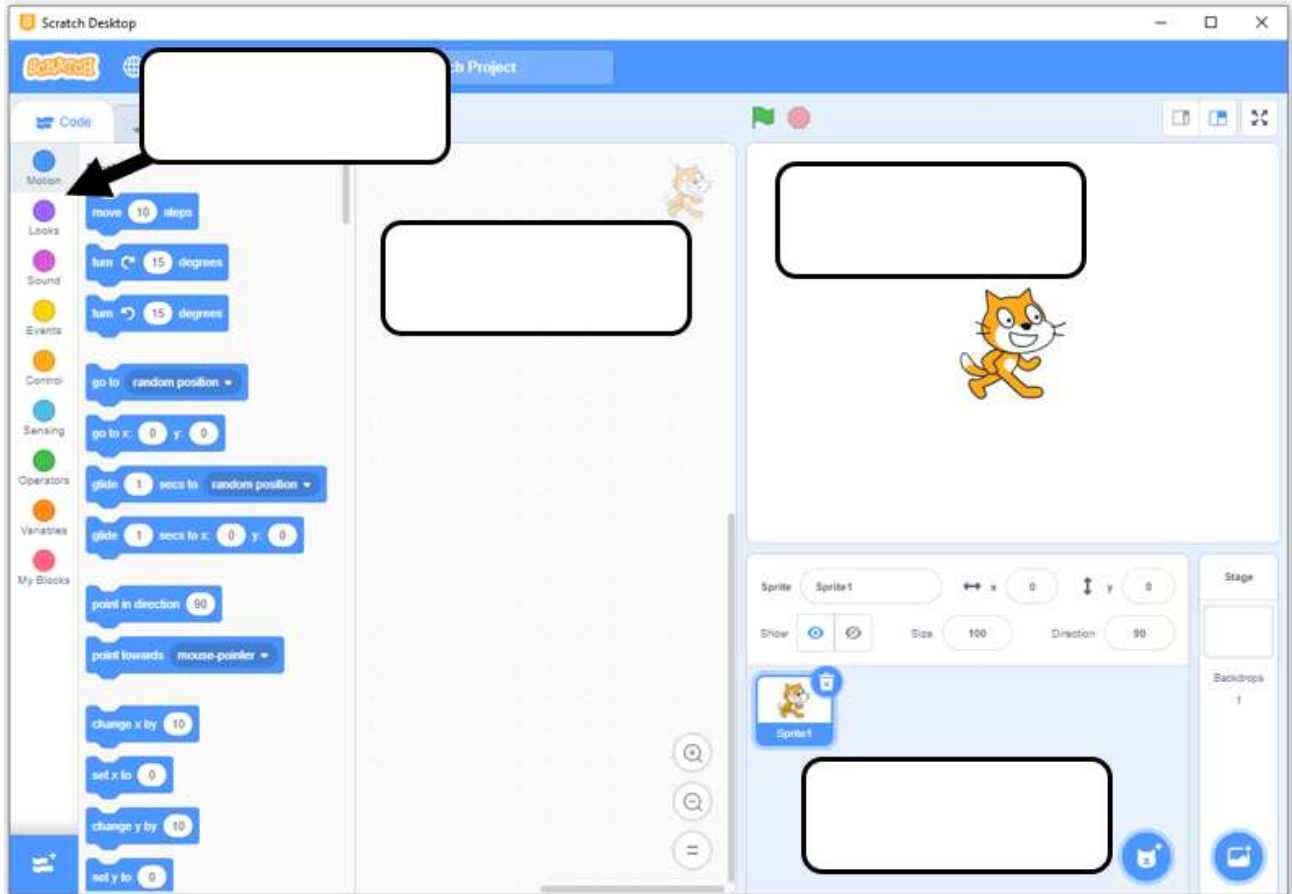 Scratch Desktop
SCRATCH
ch Project
Code
Motion
Looks
Sound
Events
Control
Sensing
Operators
Variables
My Blocks
move 10 steps
turn 15 degrees
turn 15 degrees
go to random position
go to x: 0 y: 0
glide 1 secs to random position
glide 1 secs to x: 0 y: 0
point in direction 90
point towards mouse-pointer
change x by 10
set x to 0
change y by 10
set y to 0
Sprite Sprite1 x 0 y 0
Show Size 100 Direction 90
Sprite1
Stage
Backdrops
1